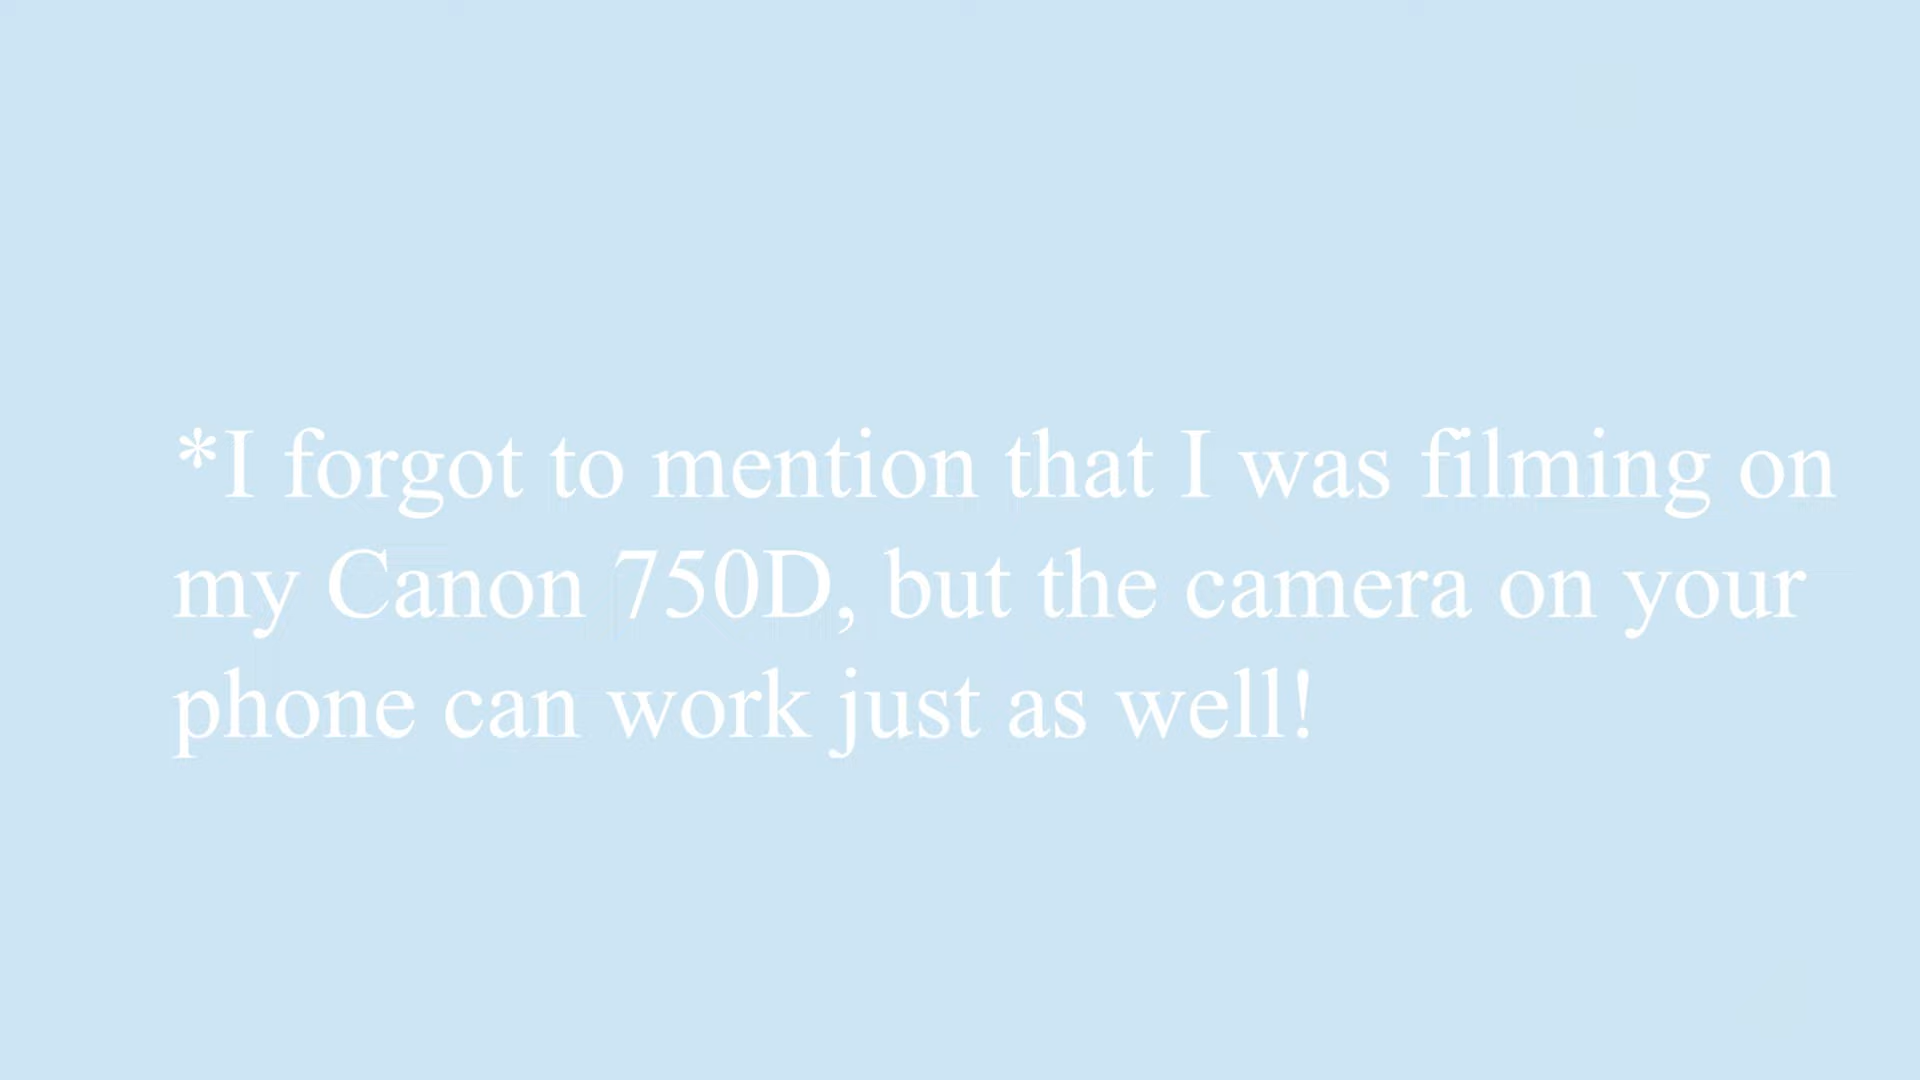 *I forgot to mention that I was filming on
my Canon 750D, but the camera on your
phone can work just as well!